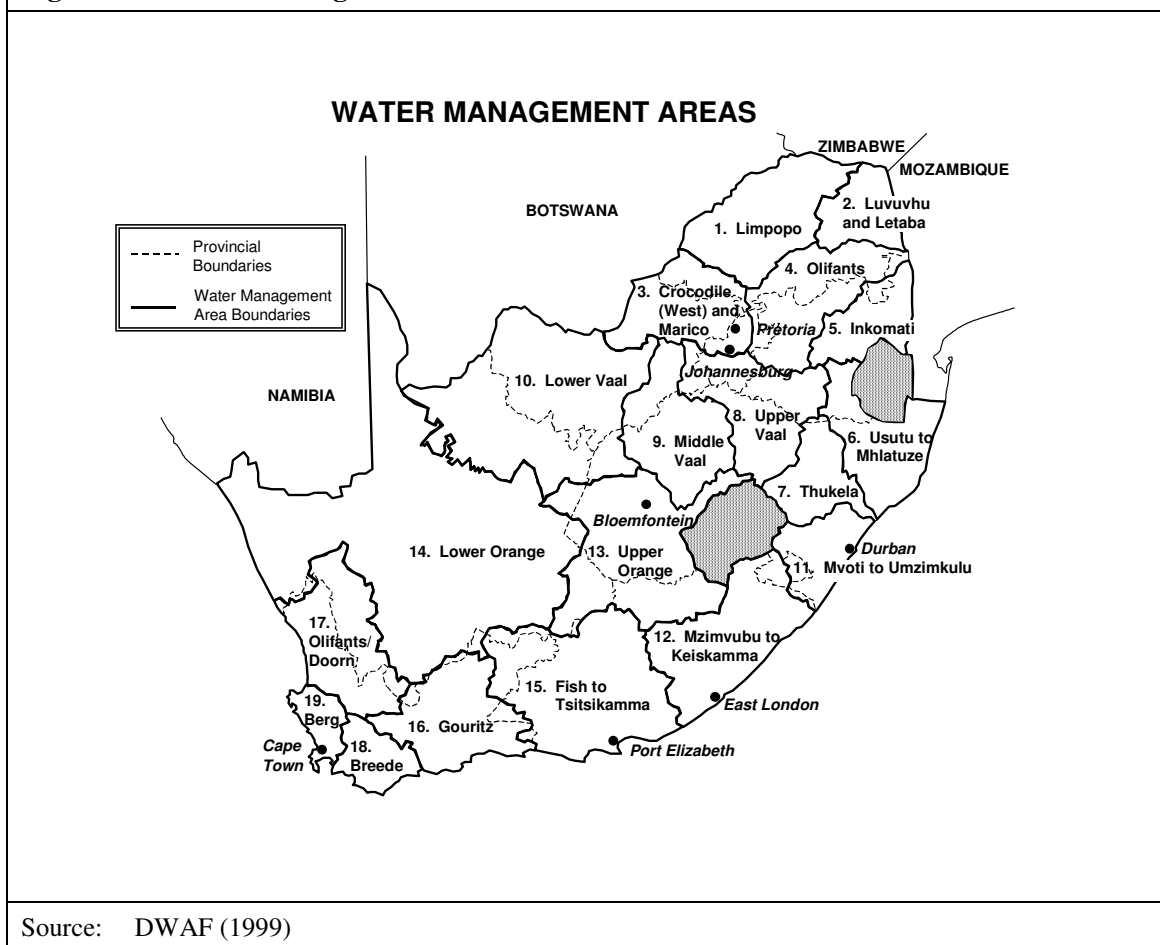 WATER MANAGEMENT AREAS
ZIMBABWE
MOZAMBIQUE
BOTSWANA
NAMIBIA
Provincial
Boundaries
Water Management
Area Boundaries
1. Limpopo
2. Luvuvhu
and Letaba
3. Crocodile
(West) and
Marico
4. Olifants
Pretoria
5. Inkomati
Johannesburg
10. Lower Vaal
8. Upper
Vaal
9. Middle
Vaal
6. Usutu to
Mhlatuze
7. Thukela
Bloemfontein
14. Lower Orange
13. Upper
Orange
Durban
11. Mvoti to Umzimkulu
17.
Olifants/
Doorn
12. Mzimvubu to
Keiskamma
15. Fish to
Tsitsikamma
East London
19.
Berg
16. Gouritz
Cape
Town
18.
Breede
Port Elizabeth
Source: DWAF (1999)